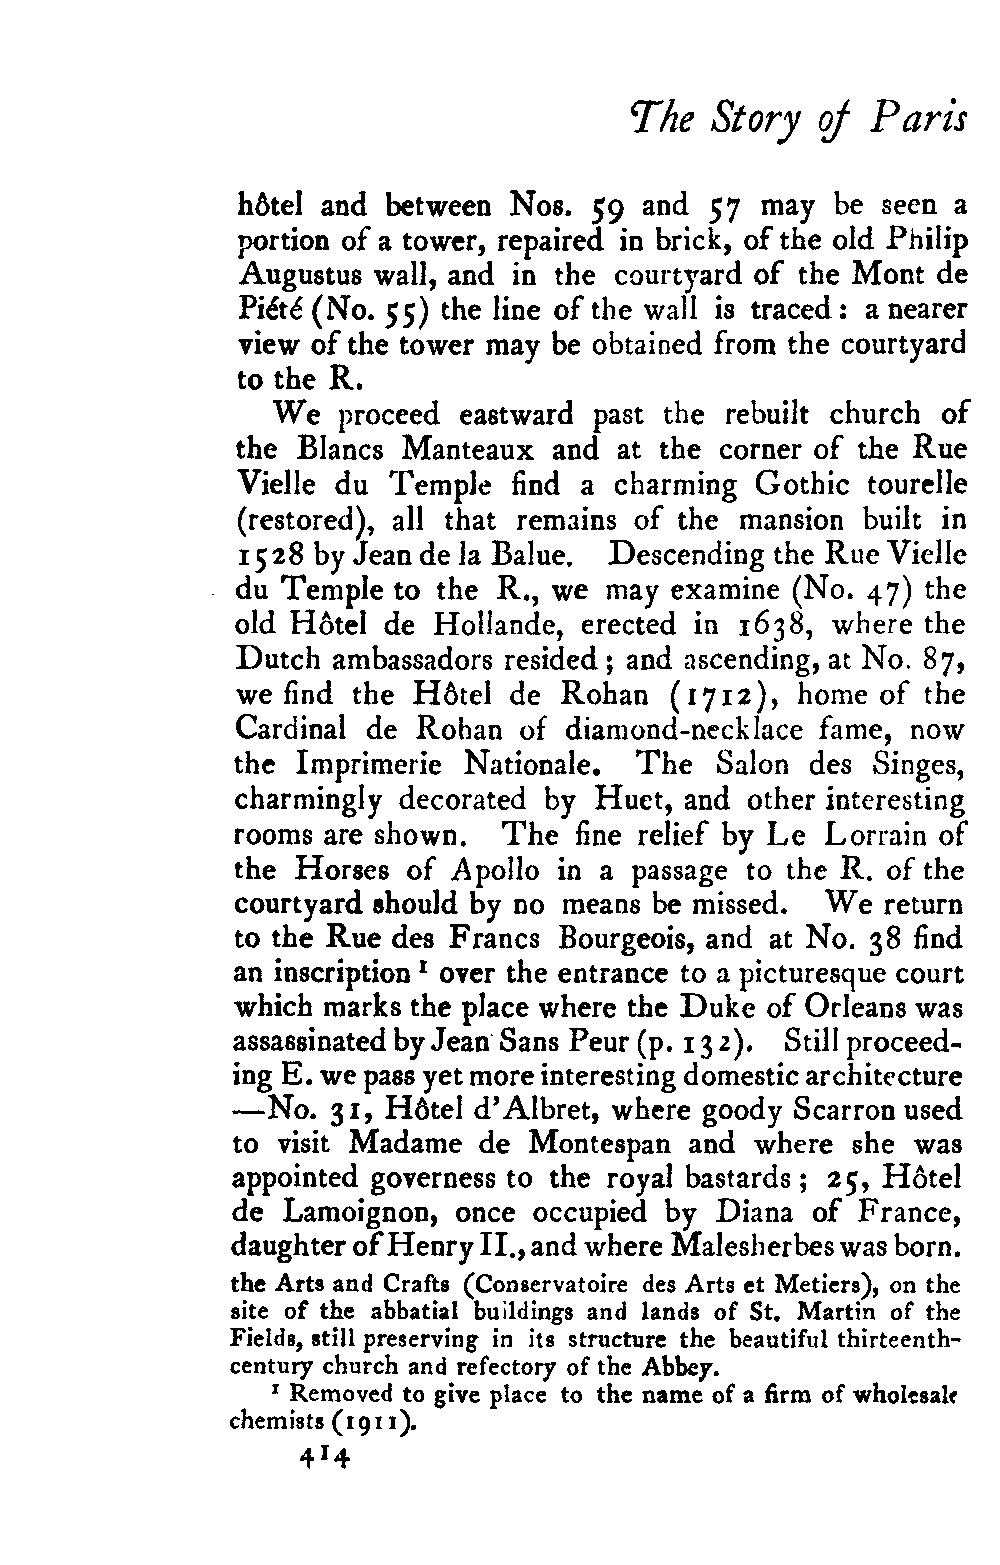 The Story of Paris
hôtel and between Nos. 59 and 57 may be seen a
portion of a tower, repaired in brick, of the old Philip
Augustus wall, and in the courtyard of the Mont de
Piété (No. 55) the line of the wall is traced: a nearer
view of the tower may be obtained from the courtyard
to the R.
We proceed eastward past the rebuilt church of
the Blancs Manteaux and at the corner of the Rue
Vielle du Temple find a charming Gothic tourelle
(restored), all that remains of the mansion built in
1528 by Jean de la Balue. Descending the Rue Vielle
du Temple to the R., we may examine (No. 47) the
old Hôtel de Hollande, erected in 1638, where the
Dutch ambassadors resided; and ascending, at No. 87,
we find the Hôtel de Rohan (1712), home of the
Cardinal de Rohan of diamond-necklace fame, now
the Imprimerie Nationale. The Salon des Singes,
charmingly decorated by Huet, and other interesting
rooms are shown. The fine relief by Le Lorrain of
the Horses of Apollo in a passage to the R. of the
courtyard should by no means be missed. We return
to the Rue des Francs Bourgeois, and at No. 38 find
an inscription ¹ over the entrance to a picturesque court
which marks the place where the Duke of Orleans was
assassinated by Jean Sans Peur (p. 132). Still proceed-
ing E. we pass yet more interesting domestic architecture
—No. 31, Hôtel d'Albret, where goody Scarron used
to visit Madame de Montespan and where she was
appointed governess to the royal bastards; 25, Hôtel
de Lamoignon, once occupied by Diana of France,
daughter of Henry II., and where Malesherbes was born.
the Arts and Crafts (Conservatoire des Arts et Metiers), on the
site of the abbatial buildings and lands of St. Martin of the
Fields, still preserving in its structure the beautiful thirteenth-
century church and refectory of the Abbey.
¹ Removed to give place to the name of a firm of wholesale
chemists (1911).
414